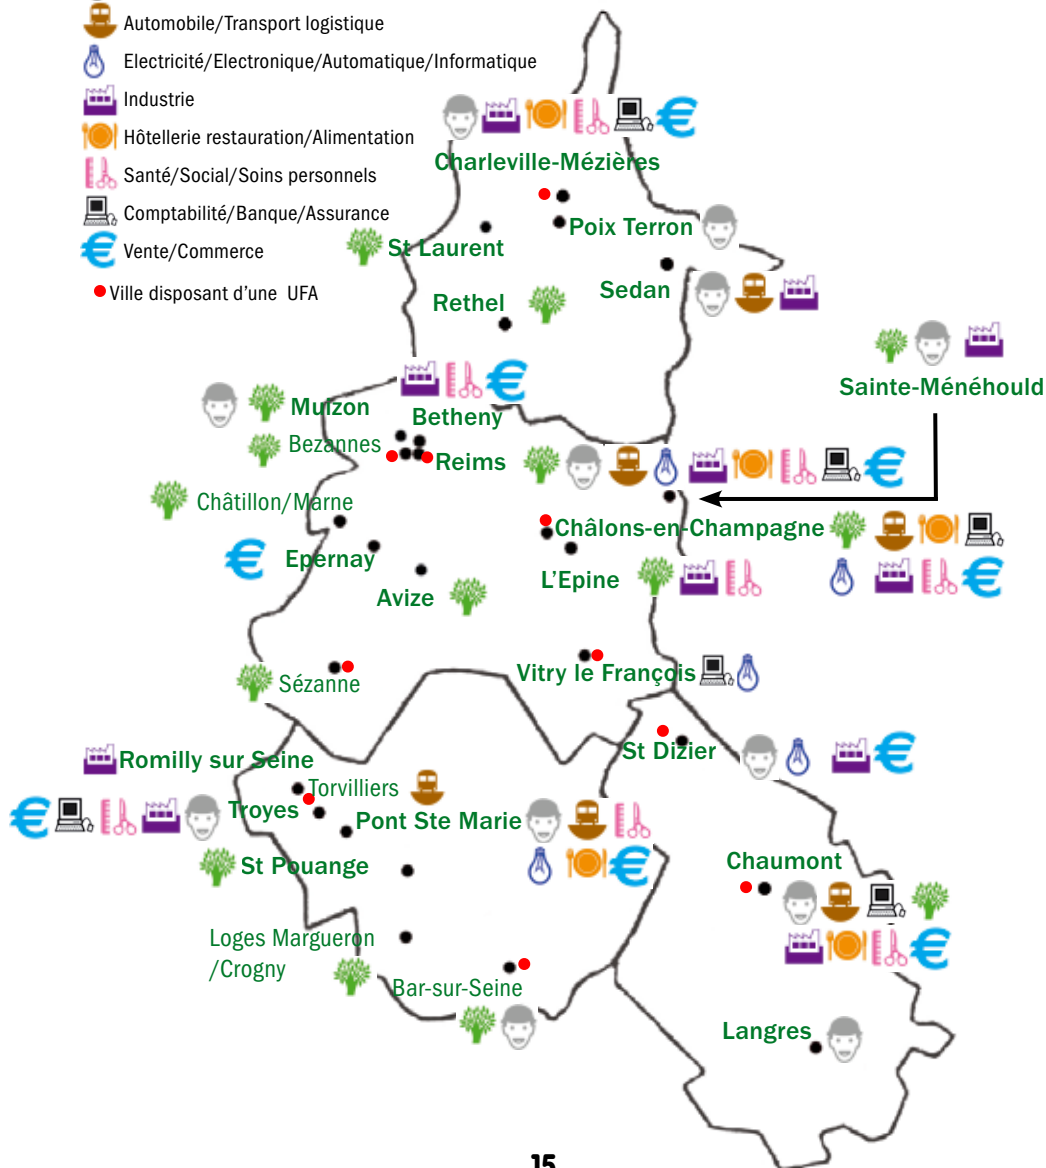 Automobile/Transport logistique
Electricité/Electronique/Automatique/Informatique
Industrie
Hôtellerie restauration/Alimentation
Santé/Social/Soins personnels
Comptabilité/Banque/Assurance
Vente/Commerce
Ville disposant d'une UFA
Charleville-Mézières
Poix Terron
St Laurent
Sedan
Rethel
Sainte-Ménéhould
Muizon
Betheny
Bezannes
Reims
Châtillon/Marne
Châlons-en-Champagne
Epernay
L'Epine
Avize
Vitry le François
Sézanne
St Dizier
Romilly sur Seine
Torvilliers
Troyes
Pont Ste Marie
St Pouange
Chaumont
Loges Margueron
/Crogny
Bar-sur-Seine
Langres
15